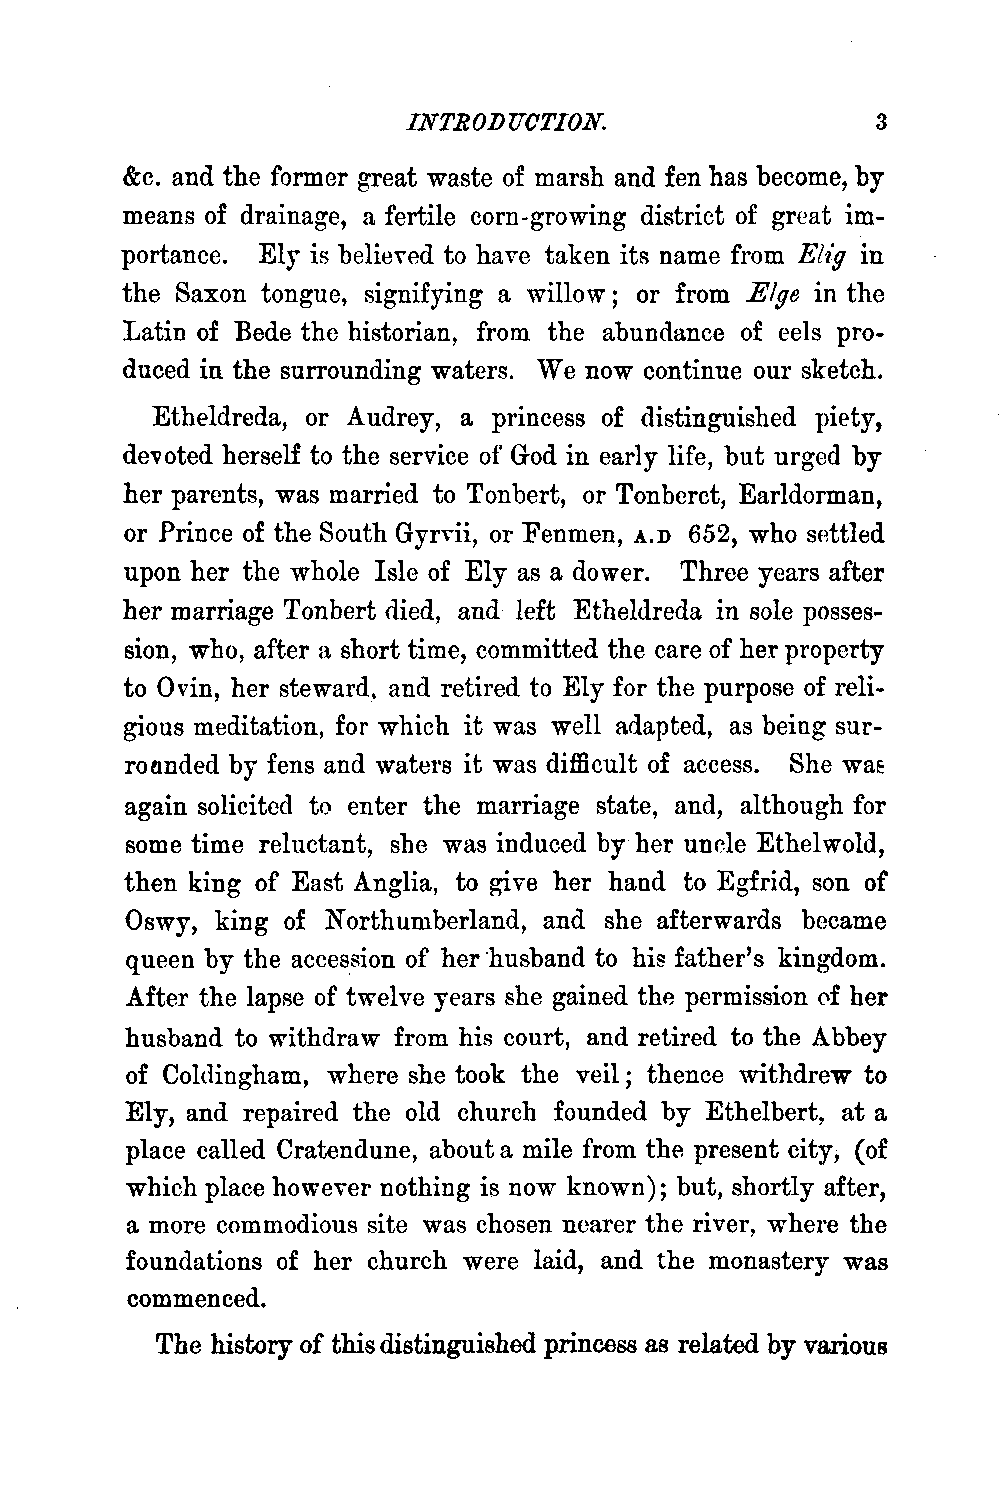 INTRODUCTION. 3
&c. and the former great waste of marsh and fen has become, by
means of drainage, a fertile corn-growing district of great im-
portance. Ely is believed to have taken its name from Elig in
the Saxon tongue, signifying a willow; or from Elge in the
Latin of Bede the historian, from the abundance of eels pro-
duced in the surrounding waters. We now continue our sketch.
Etheldreda, or Audrey, a princess of distinguished piety,
devoted herself to the service of God in early life, but urged by
her parents, was married to Tonbert, or Tonberct, Earldorman,
or Prince of the South Gyrvii, or Fenmen, A.D 652, who settled
upon her the whole Isle of Ely as a dower. Three years after
her marriage Tonbert died, and left Etheldreda in sole posses-
sion, who, after a short time, committed the care of her property
to Ovin, her steward, and retired to Ely for the purpose of reli-
gious meditation, for which it was well adapted, as being sur-
rounded by fens and waters it was difficult of access. She was
again solicited to enter the marriage state, and, although for
some time reluctant, she was induced by her uncle Ethelwold,
then king of East Anglia, to give her hand to Egfrid, son of
Oswy, king of Northumberland, and she afterwards became
queen by the accession of her husband to his father's kingdom.
After the lapse of twelve years she gained the permission of her
husband to withdraw from his court, and retired to the Abbey
of Coldingham, where she took the veil; thence withdrew to
Ely, and repaired the old church founded by Ethelbert, at a
place called Cratendune, about a mile from the present city, (of
which place however nothing is now known); but, shortly after,
a more commodious site was chosen nearer the river, where the
foundations of her church were laid, and the monastery was
commenced.
The history of this distinguished princess as related by various